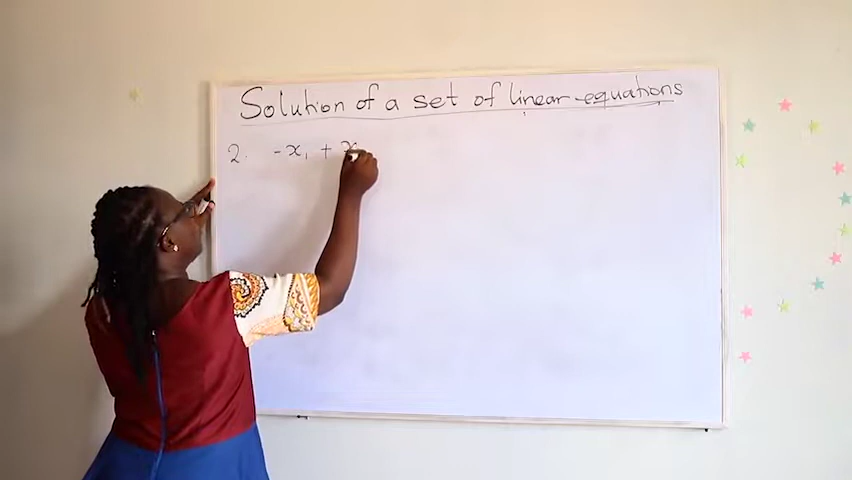 Solution of a set of linear equations
2. -x₁ + x